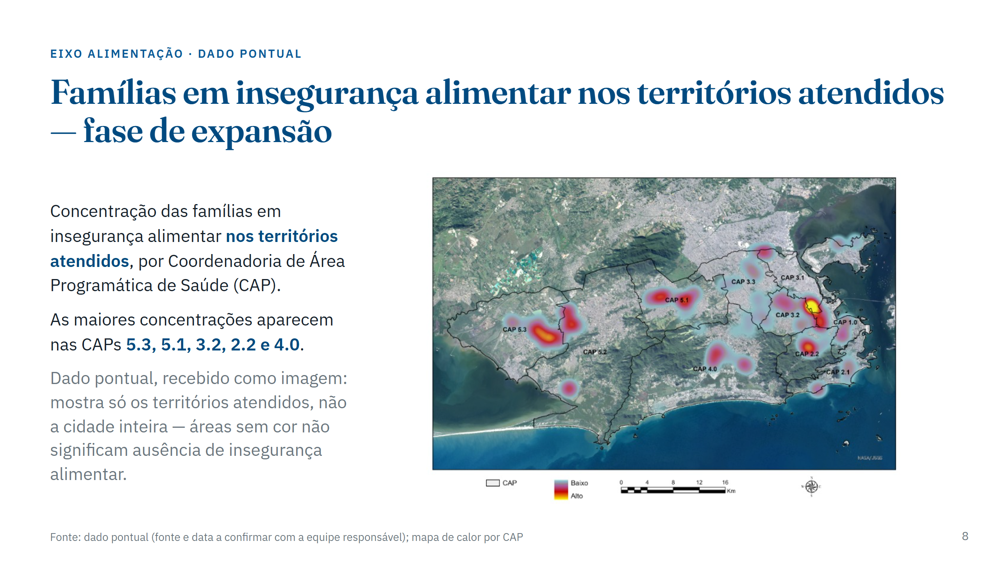 EIXO ALIMENTAÇÃO · DADO PONTUAL
Famílias em insegurança alimentar nos territórios atendidos
— fase de expansão
Concentração das famílias em
insegurança alimentar nos territórios
atendidos, por Coordenadoria de Área
Programática de Saúde (CAP).
As maiores concentrações aparecem
nas CAPs 5.3, 5.1, 3.2, 2.2 e 4.0.
Dado pontual, recebido como imagem:
mostra só os territórios atendidos, não
a cidade inteira — áreas sem cor não
significam ausência de insegurança
alimentar.
CAP 3.1
CAP 3.3
CAP 5.1
CAP 3.2
CAP 1.0
CAP 5.3
CAP 5.2
CAP 2.2
CAP 4.0
CAP 2.1
NASA/USGS
CAP
Baixo
Alto
0 4 8 12 16
Km
N
W E
S
Fonte: dado pontual (fonte e data a confirmar com a equipe responsável); mapa de calor por CAP
8